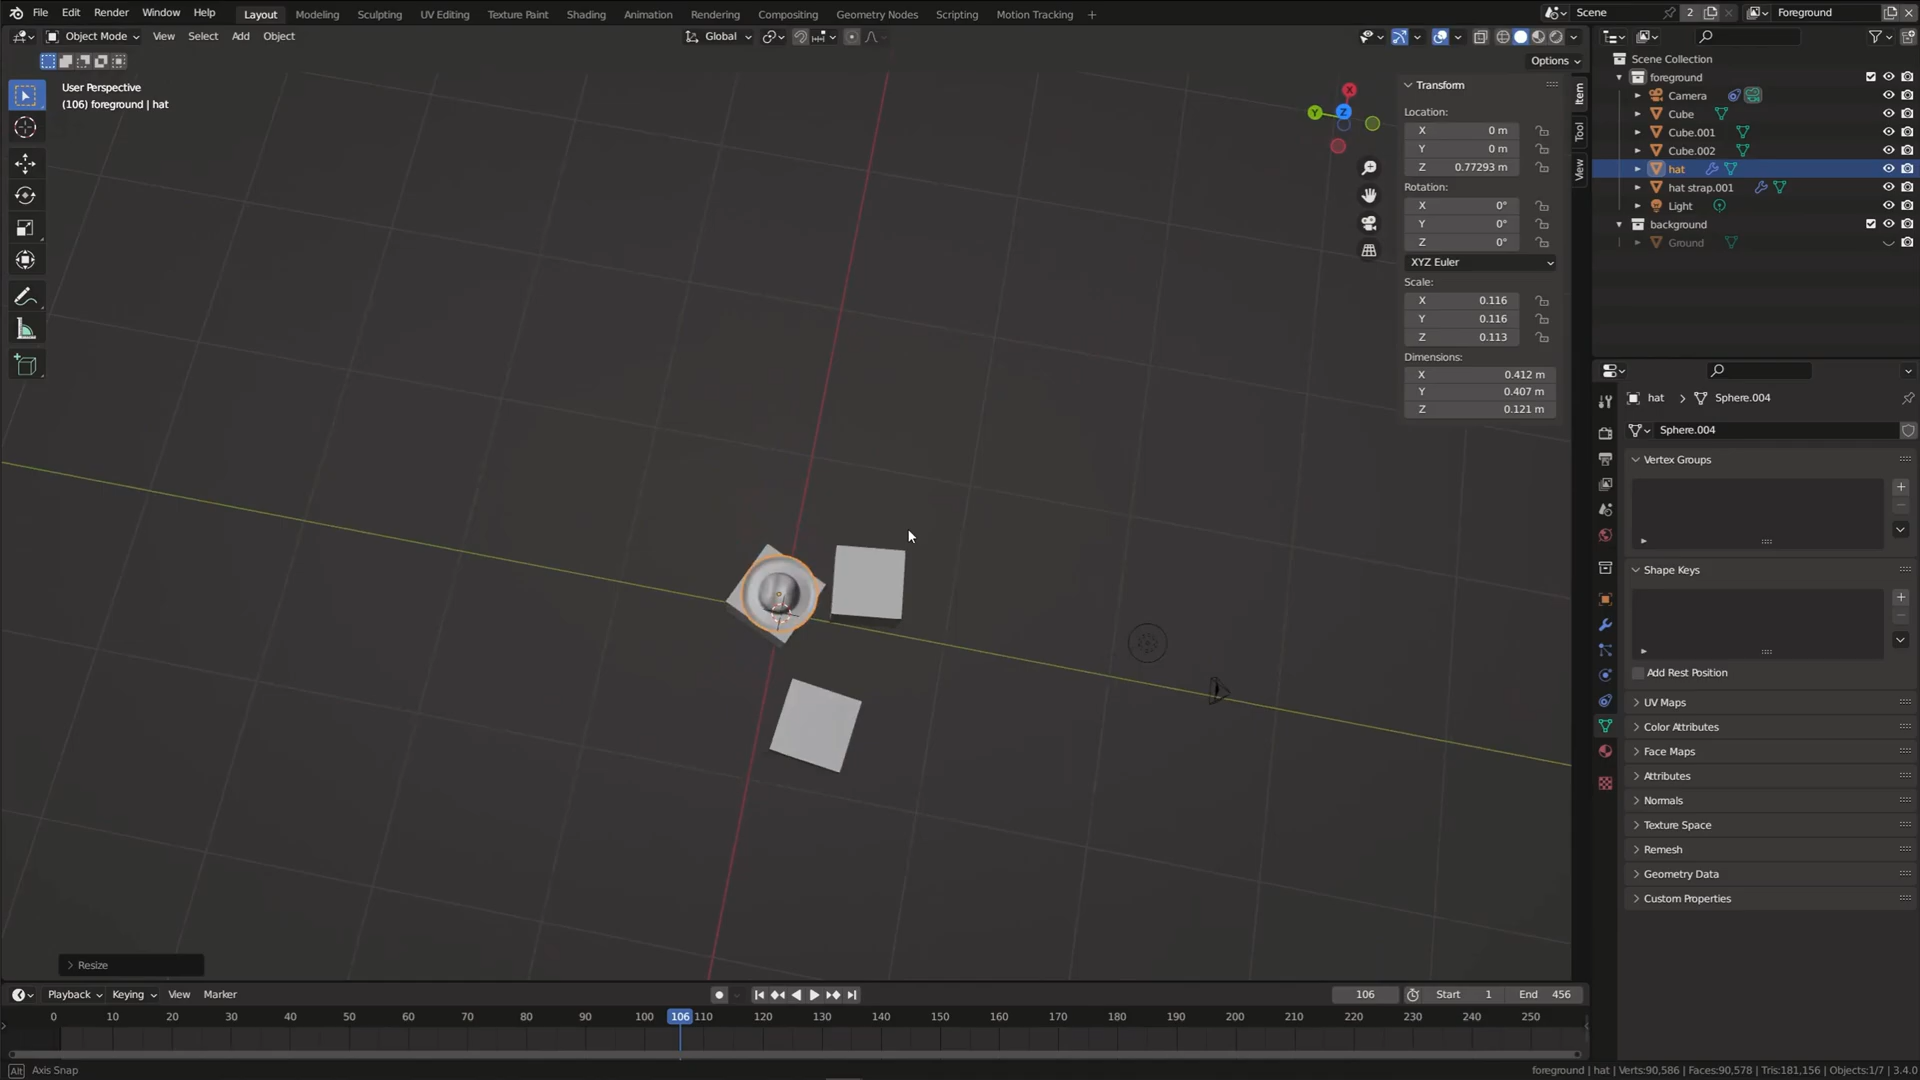 File Edit Render Window Help Layout Modeling Sculpting UV Editing Texture Paint Shading Animation Rendering Compositing Geometry Nodes Scripting Motion Tracking + Scene 2 Foreground
Object Mode View Select Add Object Global
Options
User Perspective
(106) foreground | hat
Transform
Location:
X 0 m
Y 0 m
Z 0.77293 m
Rotation:
X 0°
Y 0°
Z 0°
XYZ Euler
Scale:
X 0.116
Y 0.116
Z 0.113
Dimensions:
X 0.412 m
Y 0.407 m
Z 0.121 m
Item
Tool
View
X
Y
Z
Scene Collection
foreground
Camera
Cube
Cube.001
Cube.002
hat
hat strap.001
Light
background
Ground
hat > Sphere.004
Sphere.004
Vertex Groups
Shape Keys
Add Rest Position
UV Maps
Color Attributes
Face Maps
Attributes
Normals
Texture Space
Remesh
Geometry Data
Custom Properties
Resize
Playback Keying View Marker 106 Start 1 End 456
0 10 20 30 40 50 60 70 80 90 100 106 110 120 130 140 150 160 170 180 190 200 210 220 230 240 250
Alt Axis Snap
foreground | hat | Verts:90,586 | Faces:90,578 | Tris:181,156 | Objects:1/7 | 3.4.0